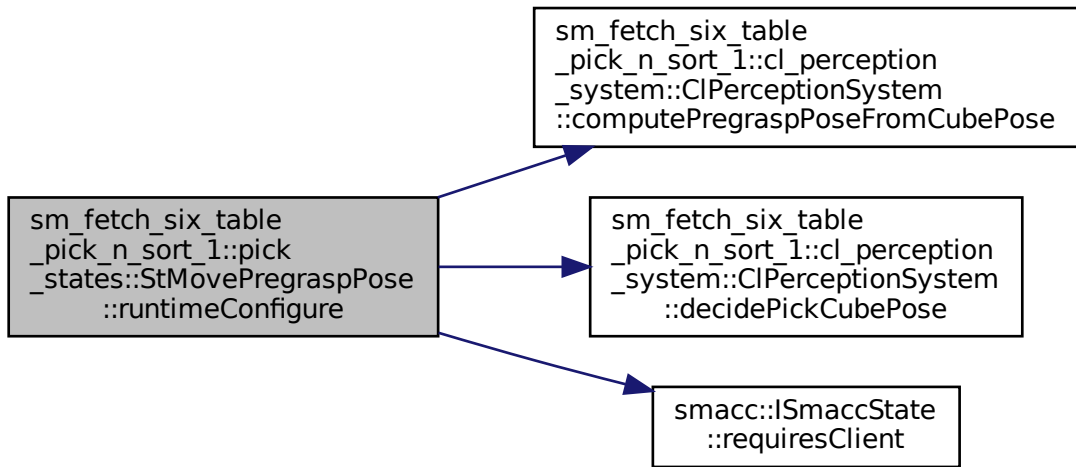 sm_fetch_six_table
_pick_n_sort_1::pick
_states::StMovePregraspPose
::runtimeConfigure
sm_fetch_six_table
_pick_n_sort_1::cl_perception
_system::ClPerceptionSystem
::computePregraspPoseFromCubePose
sm_fetch_six_table
_pick_n_sort_1::cl_perception
_system::ClPerceptionSystem
::decidePickCubePose
smacc::ISmaccState
::requiresClient